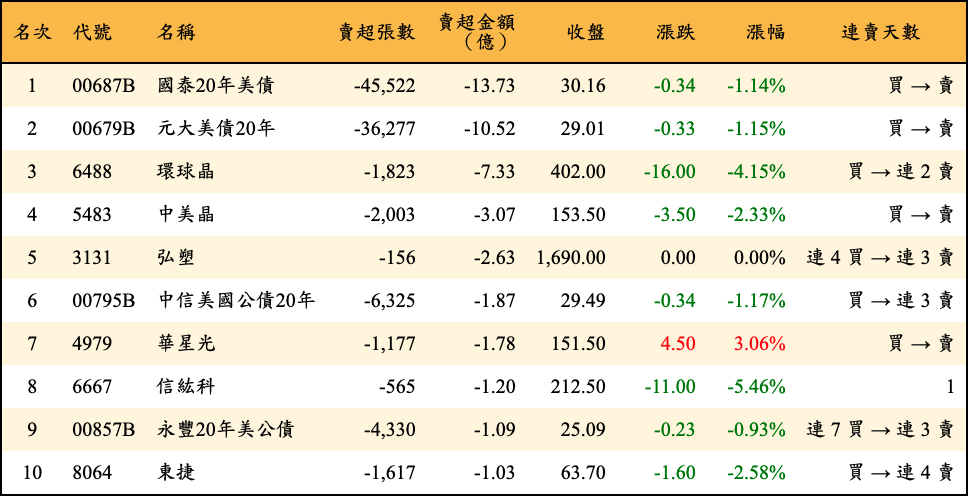 名次 代號 名稱 賣超張數 賣超金額（億） 收盤 漲跌 漲幅 連賣天數
1 00687B 國泰20年美債 -45,522 -13.73 30.16 -0.34 -1.14% 買 → 賣
2 00679B 元大美債20年 -36,277 -10.52 29.01 -0.33 -1.15% 買 → 賣
3 6488 環球晶 -1,823 -7.33 402.00 -16.00 -4.15% 買 → 連 2 賣
4 5483 中美晶 -2,003 -3.07 153.50 -3.50 -2.33% 買 → 賣
5 3131 弘塑 -156 -2.63 1,690.00 0.00 0.00% 連 4 買 → 連 3 賣
6 00795B 中信美國公債20年 -6,325 -1.87 29.49 -0.34 -1.17% 買 → 連 3 賣
7 4979 華星光 -1,177 -1.78 151.50 4.50 3.06% 買 → 賣
8 6667 信紘科 -565 -1.20 212.50 -11.00 -5.46% 1
9 00857B 永豐20年美公債 -4,330 -1.09 25.09 -0.23 -0.93% 連 7 買 → 連 3 賣
10 8064 東捷 -1,617 -1.03 63.70 -1.60 -2.58% 買 → 連 4 賣